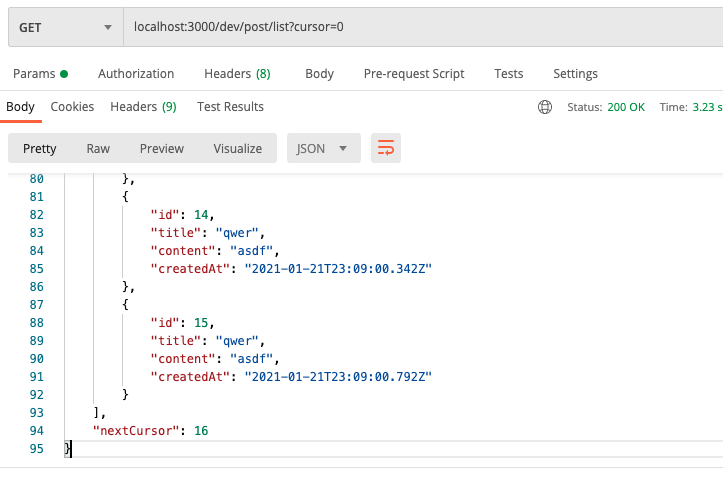 GET localhost:3000/dev/post/list?cursor=0
Params Authorization Headers (8) Body Pre-request Script Tests Settings
Body Cookies Headers (9) Test Results Status: 200 OK Time: 3.23 s
Pretty Raw Preview Visualize JSON
80 },
81 {
82 "id": 14,
83 "title": "qwer",
84 "content": "asdf",
85 "createdAt": "2021-01-21T23:09:00.342Z"
86 },
87 {
88 "id": 15,
89 "title": "qwer",
90 "content": "asdf",
91 "createdAt": "2021-01-21T23:09:00.792Z"
92 }
93 ],
94 "nextCursor": 16
95 }